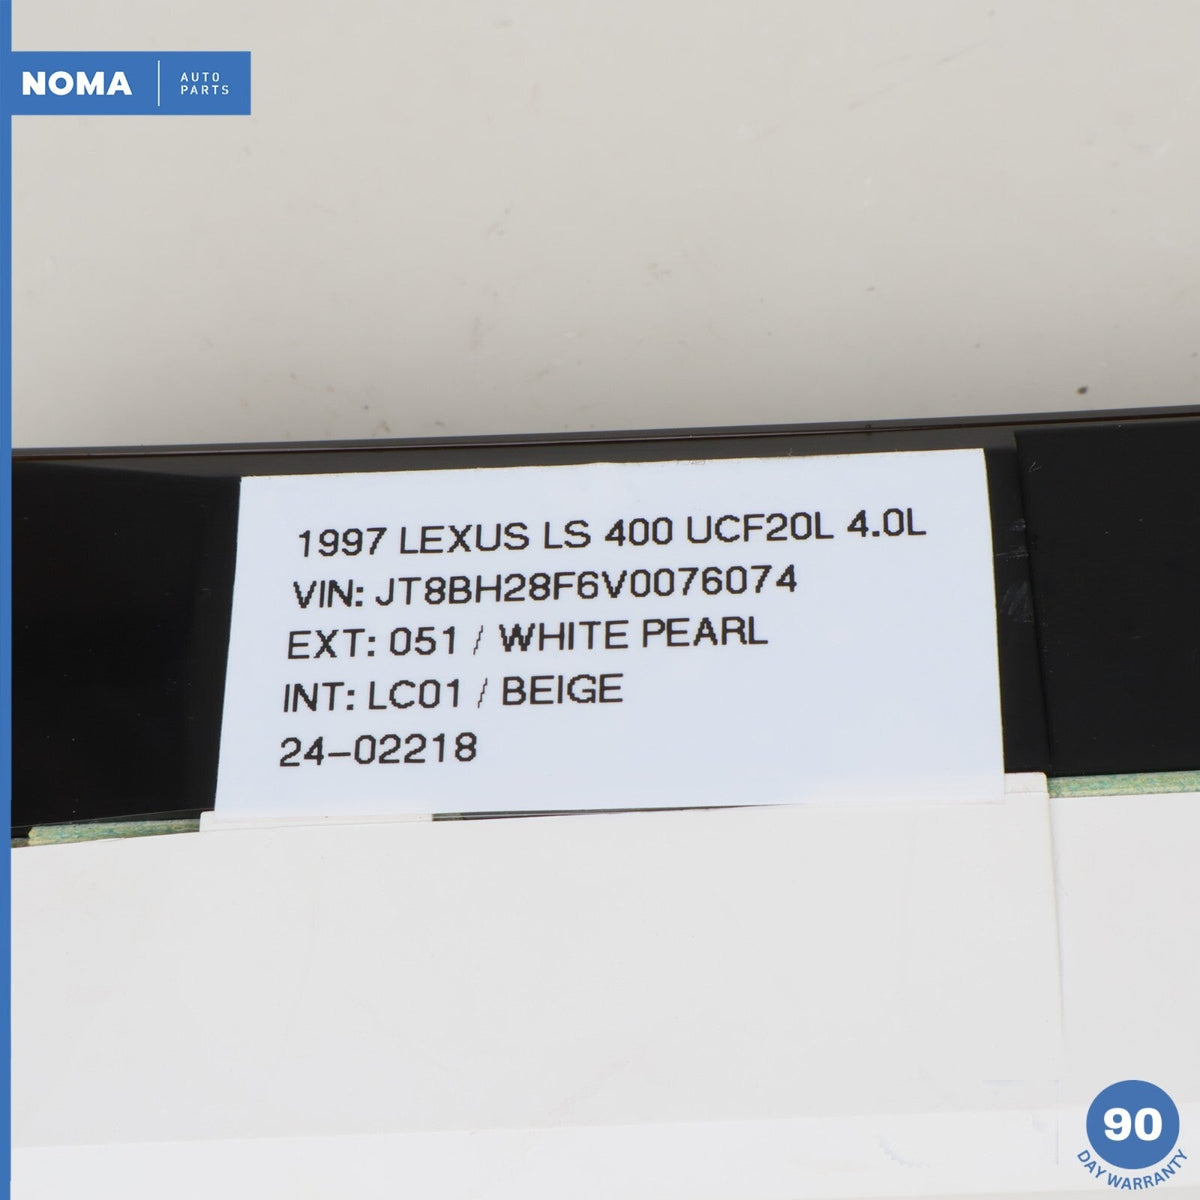 NOMA
AUTO
PARTS
1997 LEXUS LS 400 UCF20L 4.0L
VIN: JT8BH28F6V0076074
EXT: 051 / WHITE PEARL
INT: LC01 / BEIGE
24-02218
90
DAY WARRANTY